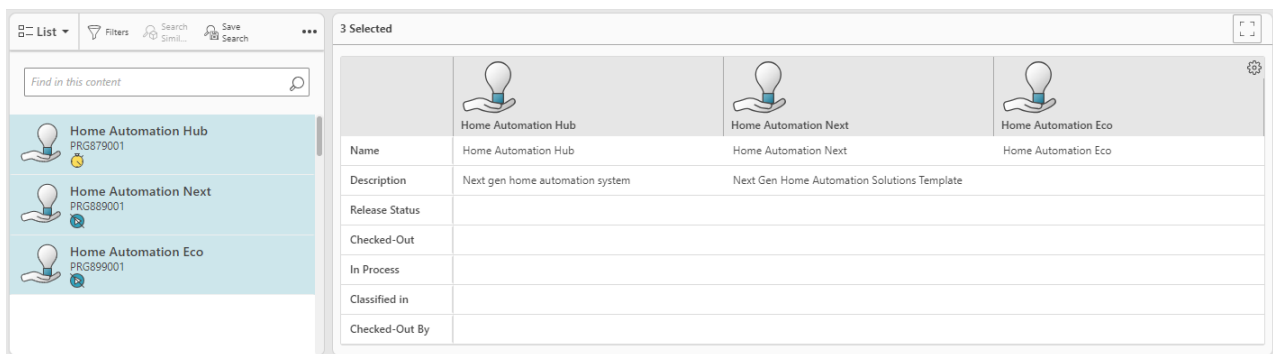 List
Filters
Search
Simil...
Save
Search
3 Selected
Find in this content
Home Automation Hub
PRG879001
Home Automation Next
PRG889001
Home Automation Eco
PRG899001
Home Automation Hub Home Automation Next Home Automation Eco
Name Home Automation Hub Home Automation Next Home Automation Eco
Description Next gen home automation system Next Gen Home Automation Solutions Template
Release Status
Checked-Out
In Process
Classified in
Checked-Out By